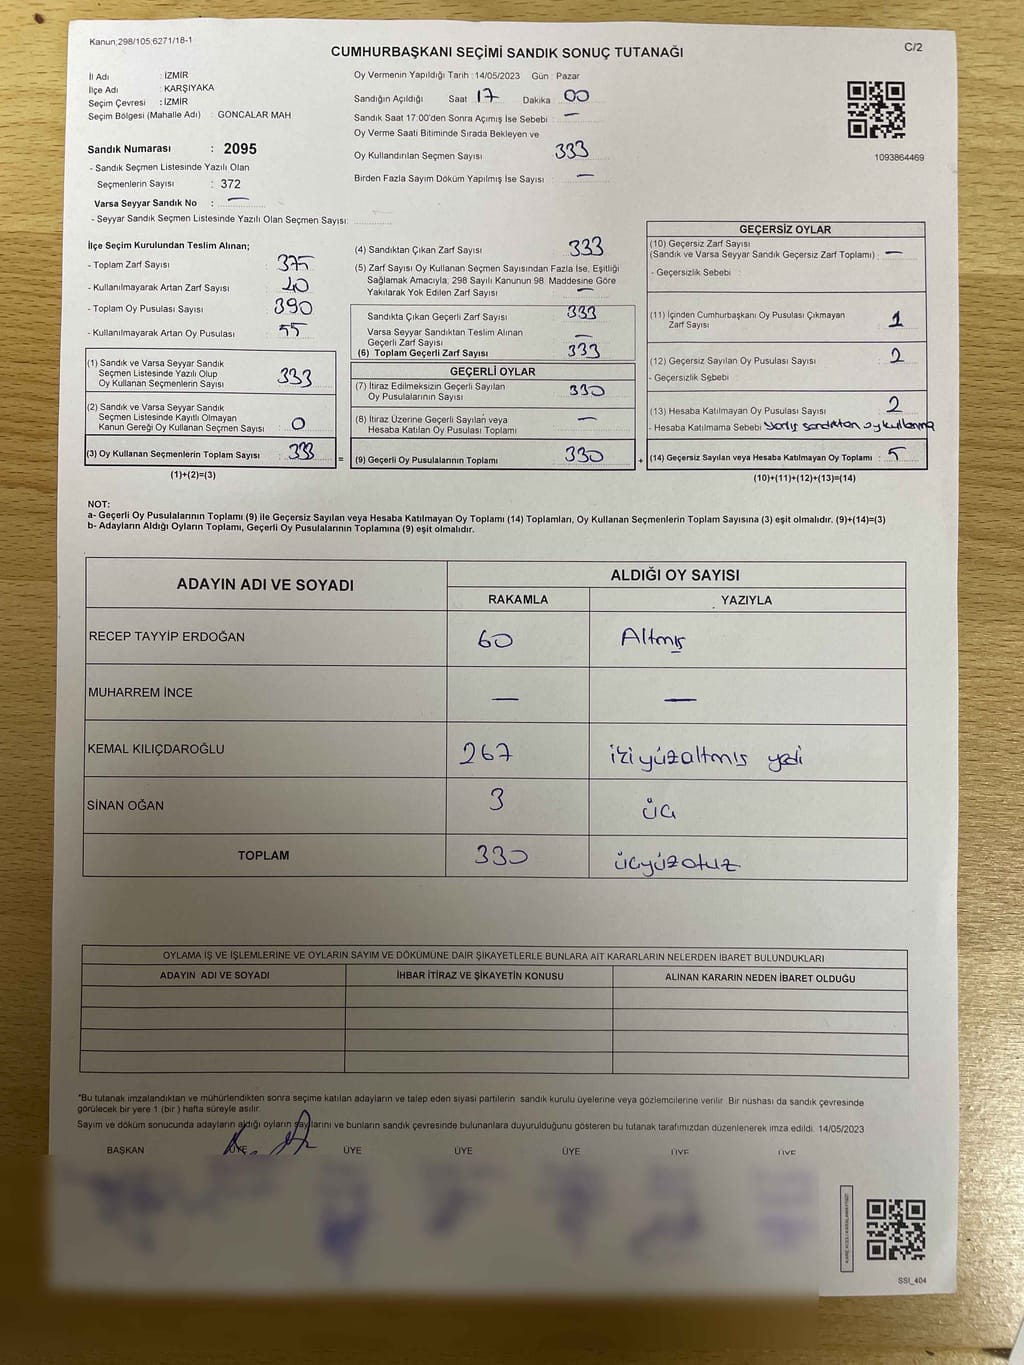 Kanun:298/105;6271/18-1
C/2
CUMHURBAŞKANI SEÇİMİ SANDIK SONUÇ TUTANAĞI
İl Adı : İZMİR
İlçe Adı : KARŞIYAKA
Seçim Çevresi : İZMİR
Seçim Bölgesi (Mahalle Adı) : GONCALAR MAH
Sandık Numarası : 2095
- Sandık Seçmen Listesinde Yazılı Olan
Seçmenlerin Sayısı : 372
Varsa Seyyar Sandık No : —
- Seyyar Sandık Seçmen Listesinde Yazılı Olan Seçmen Sayısı:
Oy Vermenin Yapıldığı Tarih : 14/05/2023 Gün : Pazar
Sandığın Açıldığı Saat 17 Dakika 00
Sandık Saat 17:00'den Sonra Açımış İse Sebebi : —
Oy Verme Saati Bitiminde Sırada Bekleyen ve
Oy Kullandırılan Seçmen Sayısı 333
Birden Fazla Sayım Döküm Yapılmış İse Sayısı : —
1093864469
İlçe Seçim Kurulundan Teslim Alınan;
- Toplam Zarf Sayısı : 375
- Kullanılmayarak Artan Zarf Sayısı :
- Toplam Oy Pusulası Sayısı : 390
- Kullanılmayarak Artan Oy Pusulası : 55
(1) Sandık ve Varsa Seyyar Sandık
Seçmen Listesinde Yazılı Olup
Oy Kullanan Seçmenlerin Sayısı : 333
(2) Sandık ve Varsa Seyyar Sandık
Seçmen Listesinde Kayıtlı Olmayan
Kanun Gereği Oy Kullanan Seçmen Sayısı : 0
(3) Oy Kullanan Seçmenlerin Toplam Sayısı : 333
(1)+(2)=(3)
(4) Sandıktan Çıkan Zarf Sayısı 333
(5) Zarf Sayısı Oy Kullanan Seçmen Sayısından Fazla İse, Eşitliği
Sağlamak Amacıyla, 298 Sayılı Kanunun 98. Maddesine Göre
Yakılarak Yok Edilen Zarf Sayısı —
Sandıkta Çıkan Geçerli Zarf Sayısı : 333
Varsa Seyyar Sandıktan Teslim Alınan
Geçerli Zarf Sayısı —
(6) Toplam Geçerli Zarf Sayısı : 333
GEÇERLİ OYLAR
(7) İtiraz Edilmeksizin Geçerli Sayılan
Oy Pusulalarının Sayısı : 330
(8) İtiraz Üzerine Geçerli Sayılan veya
Hesaba Katılan Oy Pusulası Toplamı : —
= (9) Geçerli Oy Pusulalarının Toplamı : 330 +
GEÇERSİZ OYLAR
(10) Geçersiz Zarf Sayısı
(Sandık ve Varsa Seyyar Sandık Geçersiz Zarf Toplamı) : —
- Geçersizlik Sebebi :
(11) İçinden Cumhurbaşkanı Oy Pusulası Çıkmayan
Zarf Sayısı : 1
(12) Geçersiz Sayılan Oy Pusulası Sayısı : 2
- Geçersizlik Sebebi :
(13) Hesaba Katılmayan Oy Pusulası Sayısı : 2
- Hesaba Katılmama Sebebi Yanlış sandıktan oy kullanma
(14) Geçersiz Sayılan veya Hesaba Katılmayan Oy Toplamı : 5
(10)+(11)+(12)+(13)=(14)
NOT:
a- Geçerli Oy Pusulalarının Toplamı (9) ile Geçersiz Sayılan veya Hesaba Katılmayan Oy Toplamı (14) Toplamları, Oy Kullanan Seçmenlerin Toplam Sayısına (3) eşit olmalıdır. (9)+(14)=(3)
b- Adayların Aldığı Oyların Toplamı, Geçerli Oy Pusulalarının Toplamına (9) eşit olmalıdır.
ADAYIN ADI VE SOYADI
ALDIĞI OY SAYISI
RAKAMLA YAZIYLA
RECEP TAYYİP ERDOĞAN 60 Altmış
MUHARREM İNCE — —
KEMAL KILIÇDAROĞLU 267 ikiyüzaltmış yedi
SİNAN OĞAN 3 üç
TOPLAM 330 üçyüzotuz
OYLAMA İŞ VE İŞLEMLERİNE VE OYLARIN SAYIM VE DÖKÜMÜNE DAİR ŞİKAYETLERLE BUNLARA AİT KARARLARIN NELERDEN İBARET BULUNDUKLARI
ADAYIN ADI VE SOYADI İHBAR İTİRAZ VE ŞİKAYETİN KONUSU ALINAN KARARIN NEDEN İBARET OLDUĞU
*Bu tutanak imzalandıktan ve mühürlendikten sonra seçime katılan adayların ve talep eden siyasi partilerin sandık kurulu üyelerine veya gözlemcilerine verilir. Bir nüshası da sandık çevresinde
görülecek bir yere 1 (bir ) hafta süreyle asılır.
Sayım ve döküm sonucunda adayların aldığı oyların sayılarını ve bunların sandık çevresinde bulunanlara duyurulduğunu gösteren bu tutanak tarafımızdan düzenlenerek imza edildi. 14/05/2023
BAŞKAN ÜYE ÜYE ÜYE ÜYE ÜYE ÜYE
SSI_404